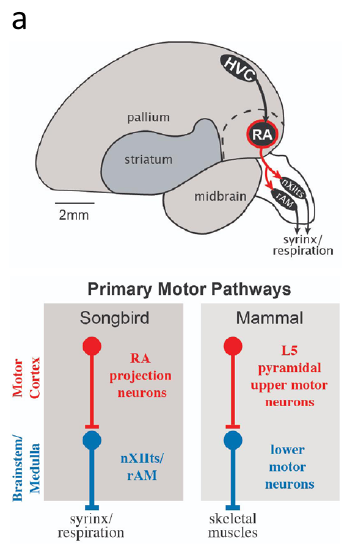 a
HVC
RA
pallium
striatum
midbrain
nXIIts
rAM
2mm
syrinx/
respiration
Primary Motor Pathways
Songbird
Mammal
Motor
Cortex
RA
projection
neurons
L5
pyramidal
upper motor
neurons
Brainstem/
Medulla
nXIIts/
rAM
lower
motor
neurons
syrinx/
respiration
skeletal
muscles